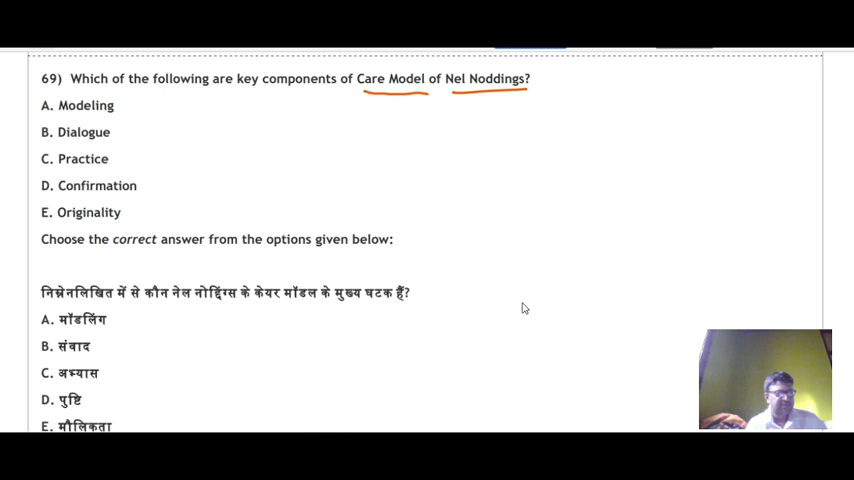 69) Which of the following are key components of Care Model of Nel Noddings?
A. Modeling
B. Dialogue
C. Practice
D. Confirmation
E. Originality
Choose the correct answer from the options given below:
निम्नेनलिखित में से कौन नेल नोद्दिंग्स के केयर मॉडल के मुख्य घटक हैं?
A. मॉडलिंग
B. संवाद
C. अभ्यास
D. पुष्टि
E. मौलिकता